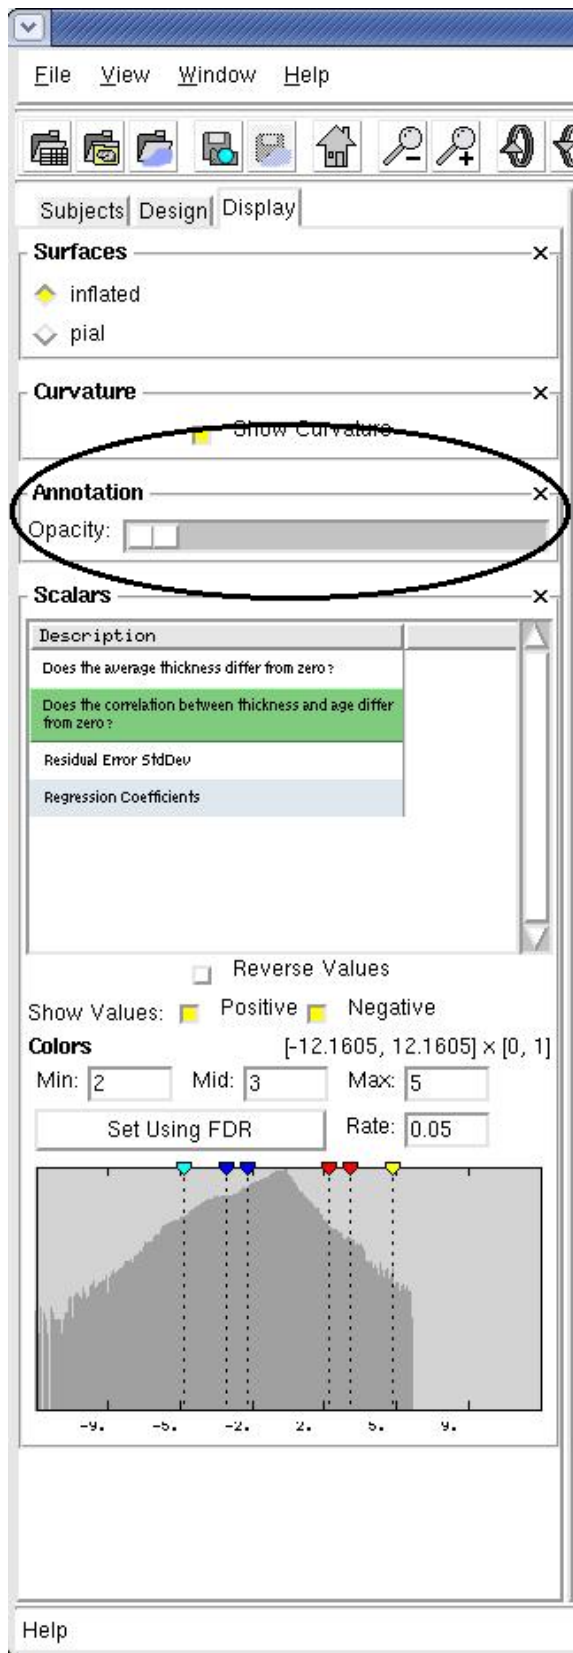 File View Window Help
Subjects Design Display
Surfaces
inflated
pial
Curvature
Show Curvature
Annotation
Opacity:
Scalars
Description
Does the average thickness differ from zero?
Does the correlation between thickness and age differ
from zero?
Residual Error StdDev
Regression Coefficients
Reverse Values
Show Values: Positive Negative
Colors [-12.1605, 12.1605] x [0, 1]
Min: 2 Mid: 3 Max: 5
Set Using FDR Rate: 0.05
-9. -5. -2. 2. 5. 9.
Help